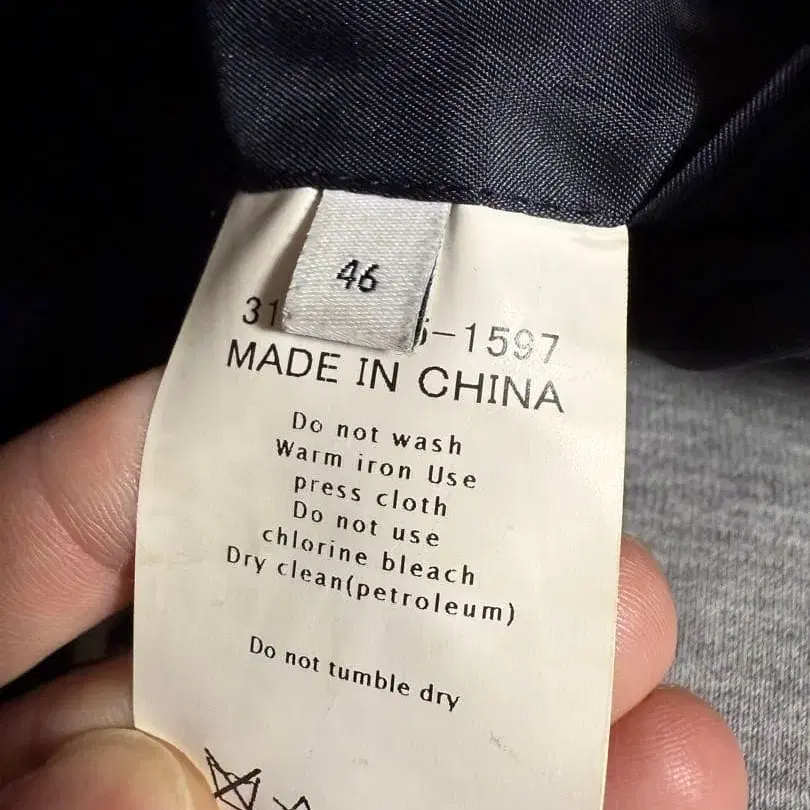 46
31
-1597
MADE IN CHINA
Do not wash
Warm iron Use
press cloth
Do not use
chlorine bleach
Dry clean(petroleum)
Do not tumble dry